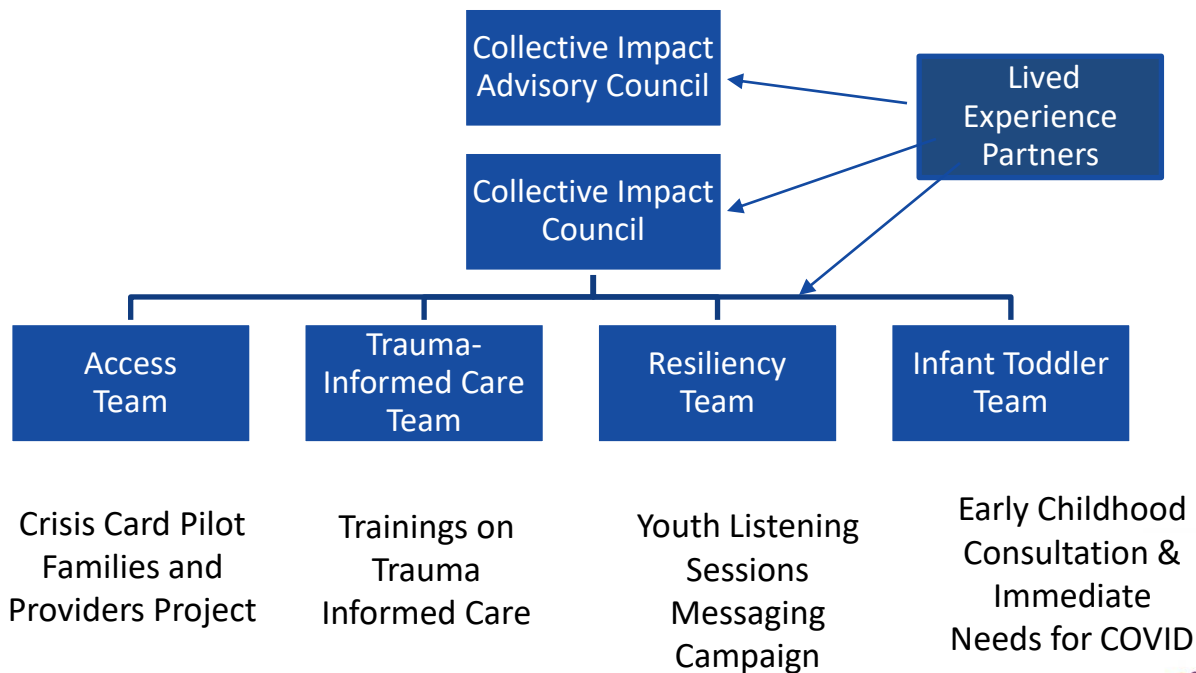 Collective Impact
Advisory Council
Lived
Experience
Partners
Collective Impact
Council
Access
Team
Trauma-
Informed Care
Team
Resiliency
Team
Infant Toddler
Team
Crisis Card Pilot
Families and
Providers Project
Trainings on
Trauma
Informed Care
Youth Listening
Sessions
Messaging
Campaign
Early Childhood
Consultation &
Immediate
Needs for COVID